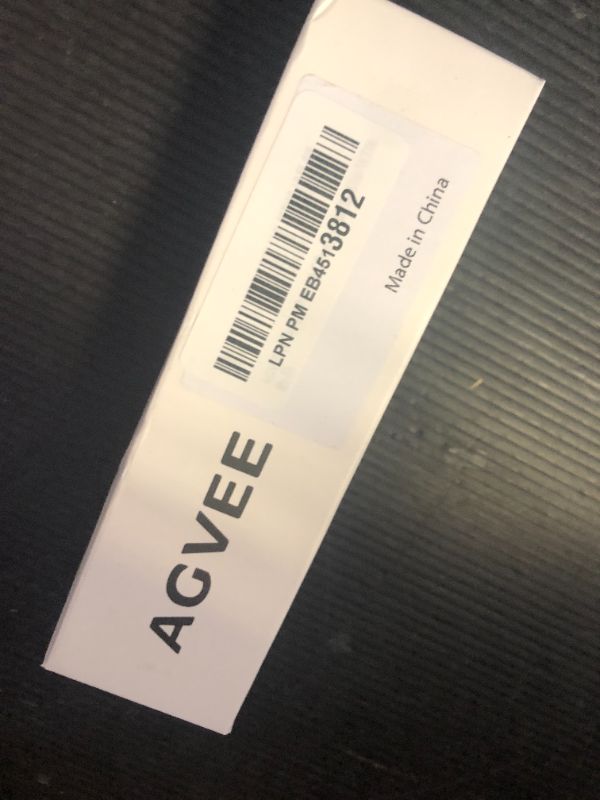 LPN PM EB4513812
Made in China
AGVEE